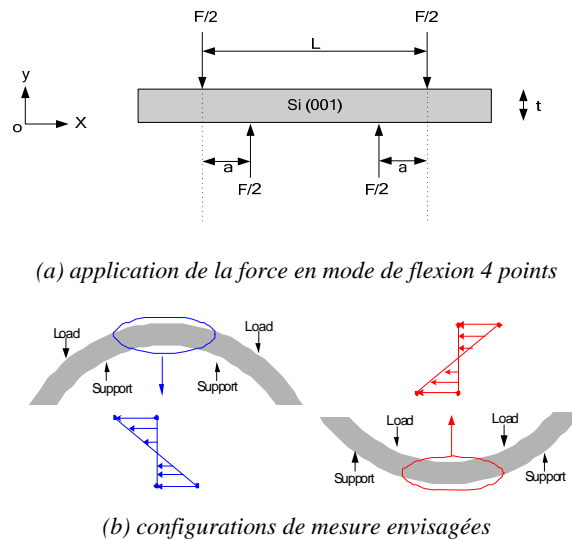 F/2 F/2
L
y
Si (001)
t
o X
a a
F/2 F/2
(a) application de la force en mode de flexion 4 points
Load Load
Support Support
Load Load
Support Support
(b) configurations de mesure envisagées